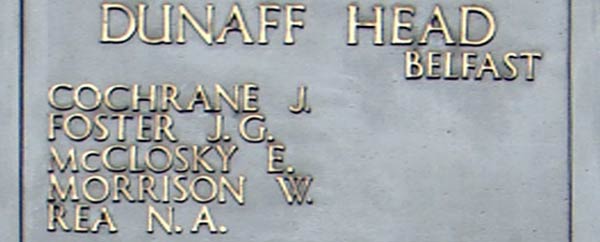 DUNAFF HEAD
BELFAST
COCHRANE J.
FOSTER J.G.
McCLOSKY E.
MORRISON W.
REA N.A.